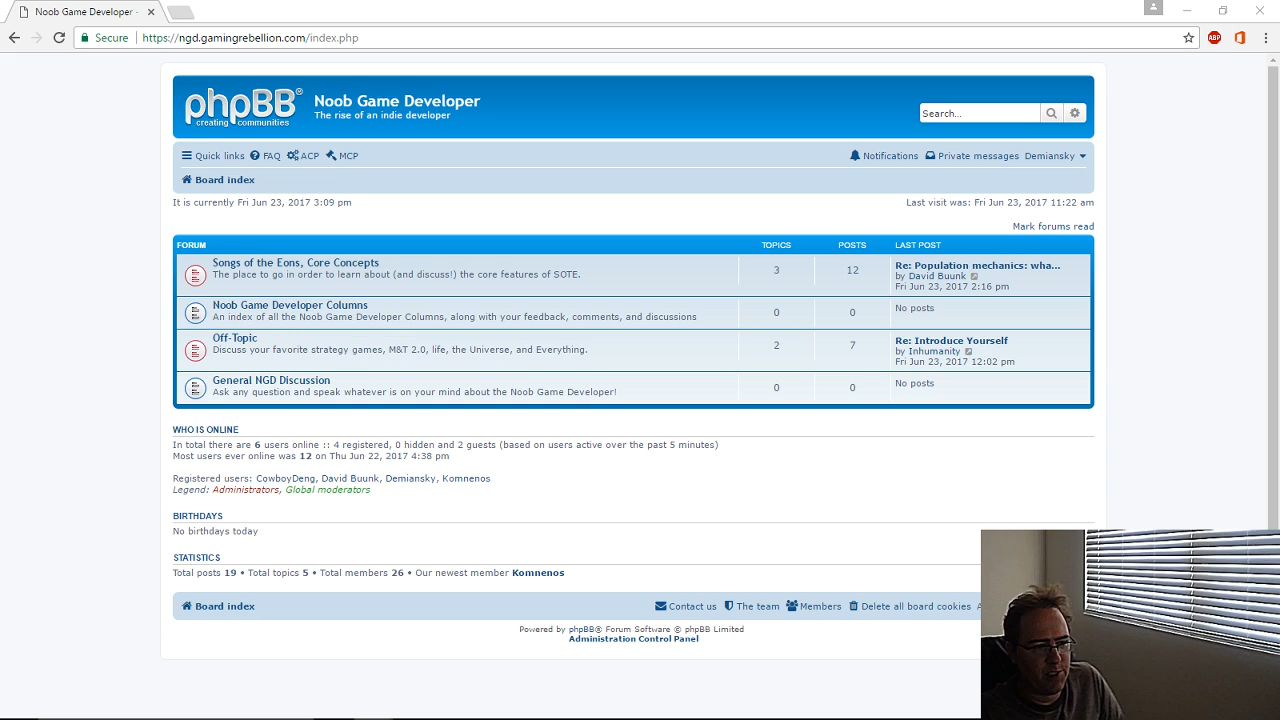 Noob Game Developer -
Secure https://ngd.gamingrebellion.com/index.php
ABP
phpBB®
creating communities
Noob Game Developer
The rise of an indie developer
Search...
Quick links FAQ ACP MCP Notifications Private messages Demiansky
Board index
It is currently Fri Jun 23, 2017 3:09 pm Last visit was: Fri Jun 23, 2017 11:22 am
Mark forums read
FORUM TOPICS POSTS LAST POST
Songs of the Eons, Core Concepts
The place to go in order to learn about (and discuss!) the core features of SOTE.
3 12
Re: Population mechanics: wha...
by David Buunk
Fri Jun 23, 2017 2:16 pm
Noob Game Developer Columns
An index of all the Noob Game Developer Columns, along with your feedback, comments, and discussions
0 0
No posts
Off-Topic
Discuss your favorite strategy games, M&T 2.0, life, the Universe, and Everything.
2 7
Re: Introduce Yourself
by Inhumanity
Fri Jun 23, 2017 12:02 pm
General NGD Discussion
Ask any question and speak whatever is on your mind about the Noob Game Developer!
0 0
No posts
WHO IS ONLINE
In total there are 6 users online :: 4 registered, 0 hidden and 2 guests (based on users active over the past 5 minutes)
Most users ever online was 12 on Thu Jun 22, 2017 4:38 pm
Registered users: CowboyDeng, David Buunk, Demiansky, Komnenos
Legend: Administrators, Global moderators
BIRTHDAYS
No birthdays today
STATISTICS
Total posts 19 • Total topics 5 • Total members 26 • Our newest member Komnenos
Board index Contact us The team Members Delete all board cookies
Powered by phpBB® Forum Software © phpBB Limited
Administration Control Panel